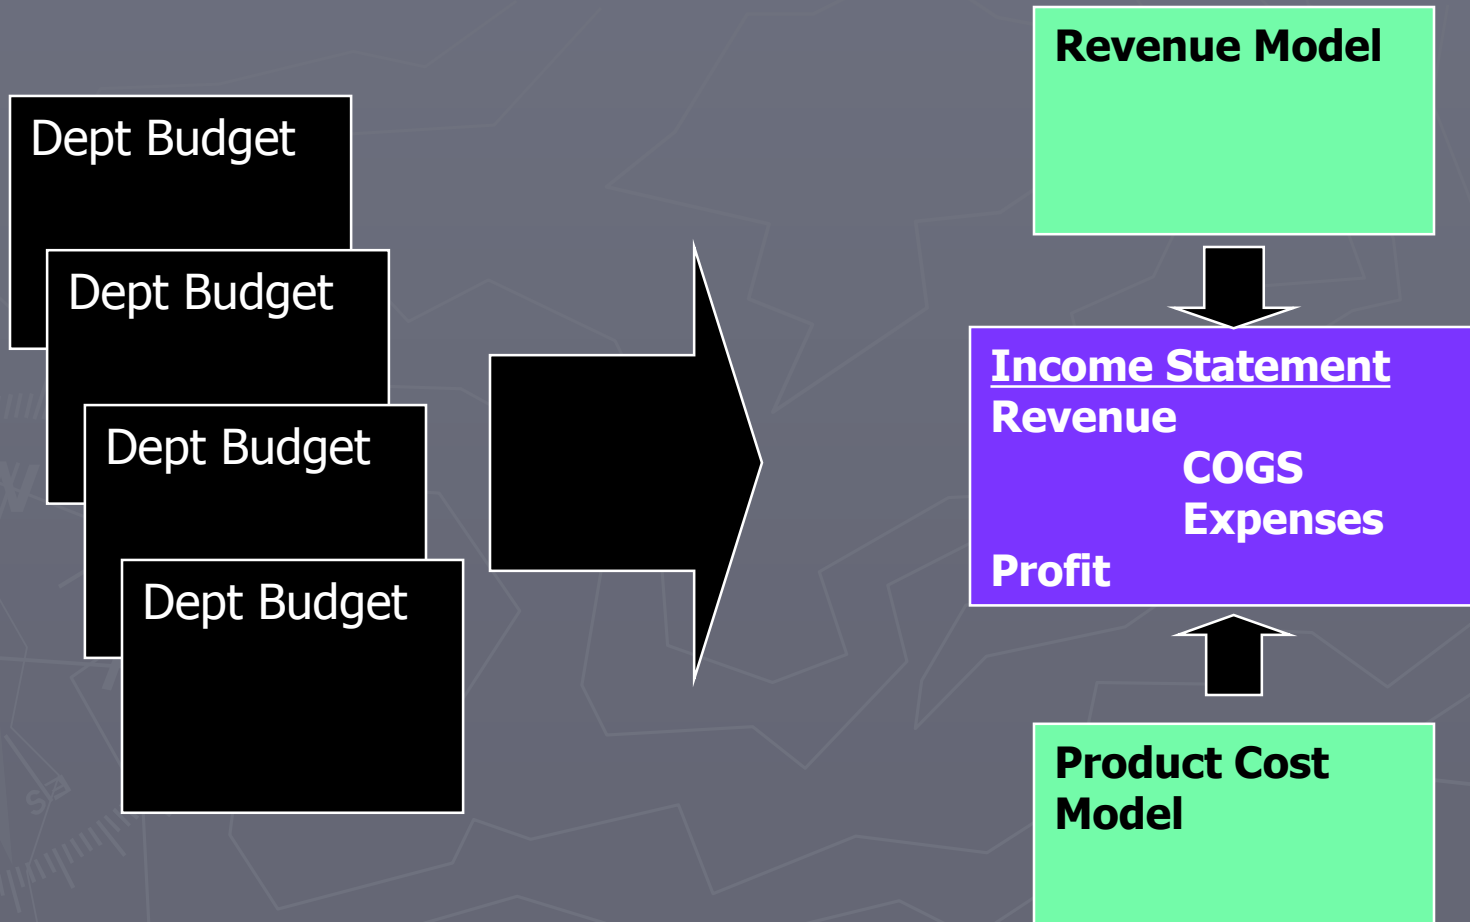 Dept Budget
Dept Budget
Dept Budget
Dept Budget
Revenue Model
Income Statement
Revenue
COGS
Expenses
Profit
Product Cost
Model